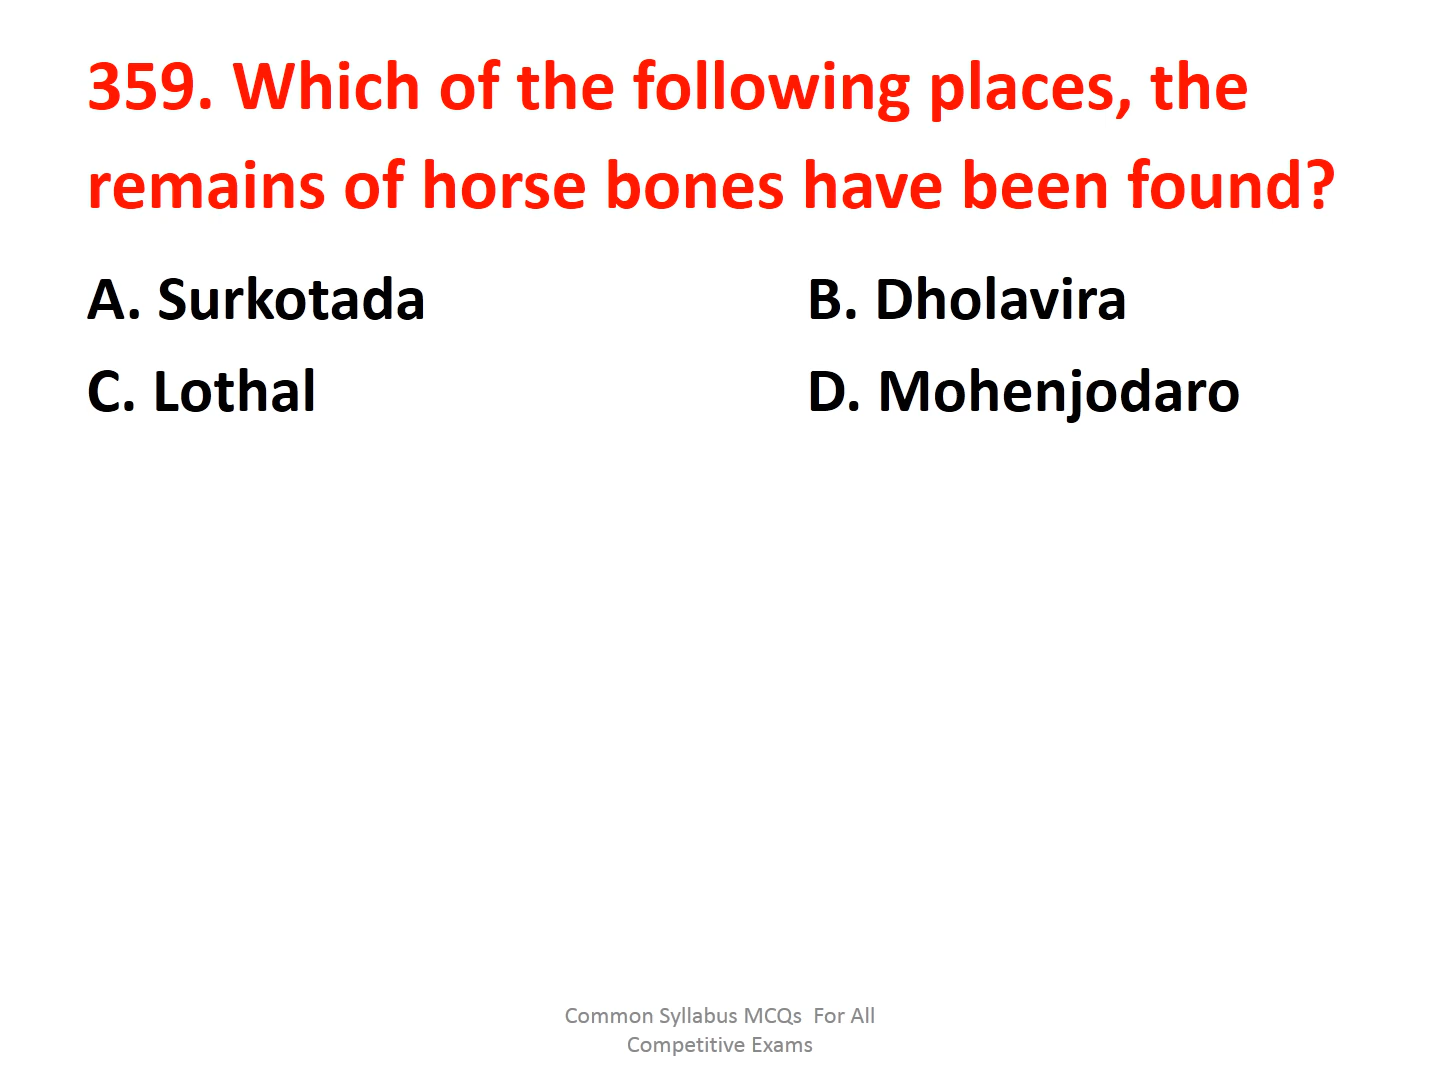 359. Which of the following places, the
remains of horse bones have been found?
A. Surkotada B. Dholavira
C. Lothal D. Mohenjodaro
Common Syllabus MCQs For All
Competitive Exams